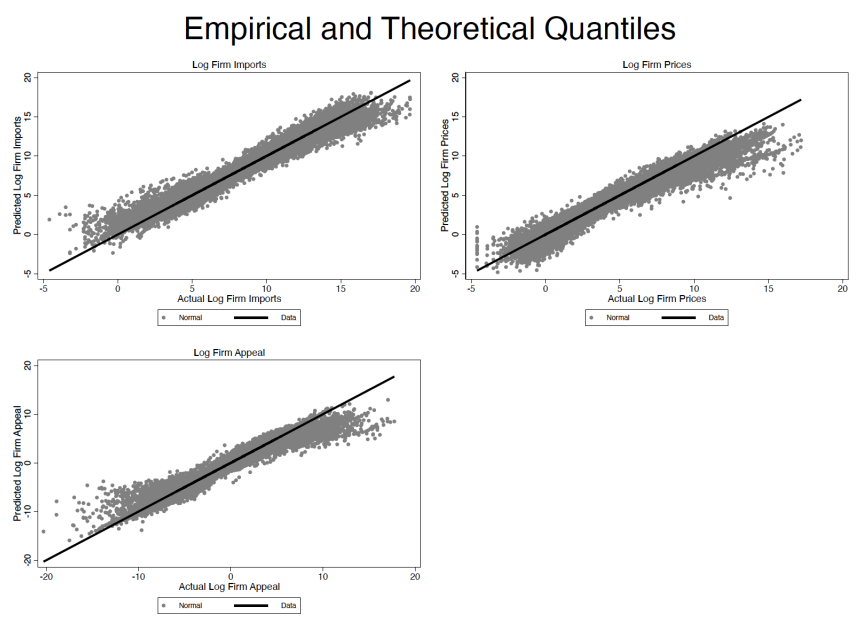 Empirical and Theoretical Quantiles
Log Firm Imports
Predicted Log Firm Imports
20
15
10
5
0
-5
-5 0 5 10 15 20
Actual Log Firm Imports
Normal Data
Log Firm Prices
Predicted Log Firm Prices
20
15
10
5
0
-5
-5 0 5 10 15 20
Actual Log Firm Prices
Normal Data
Log Firm Appeal
Predicted Log Firm Appeal
20
10
0
-10
-20
-20 -10 0 10 20
Actual Log Firm Appeal
Normal Data